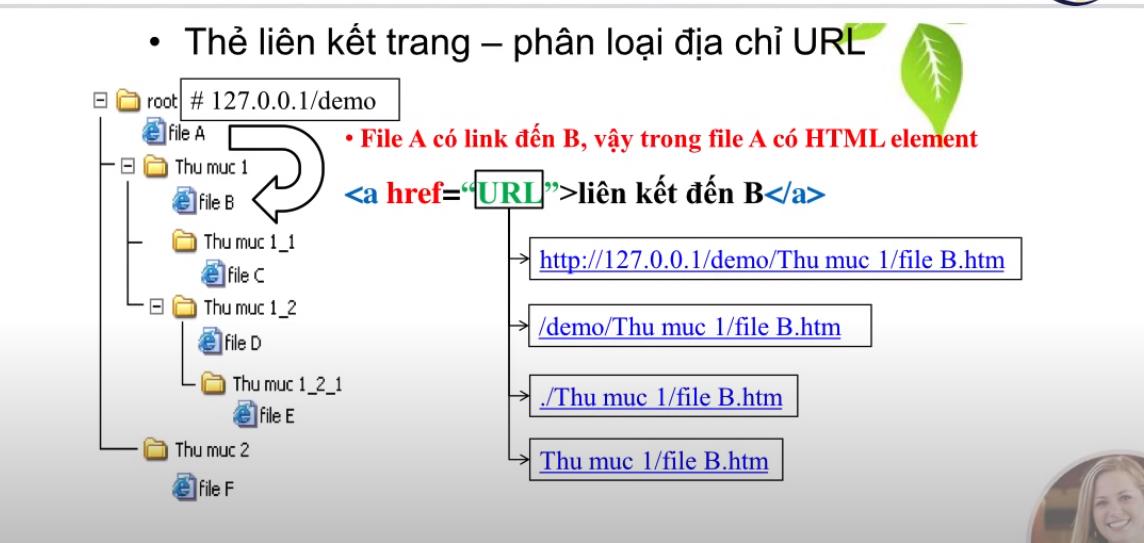 • Thẻ liên kết trang – phân loại địa chỉ URL
root # 127.0.0.1/demo
file A
• File A có link đến B, vậy trong file A có HTML element
Thu muc 1
<a href=“URL”>liên kết đến B</a>
file B
Thu muc 1_1
http://127.0.0.1/demo/Thu muc 1/file B.htm
file C
Thu muc 1_2
/demo/Thu muc 1/file B.htm
file D
Thu muc 1_2_1
./Thu muc 1/file B.htm
file E
Thu muc 2
Thu muc 1/file B.htm
file F